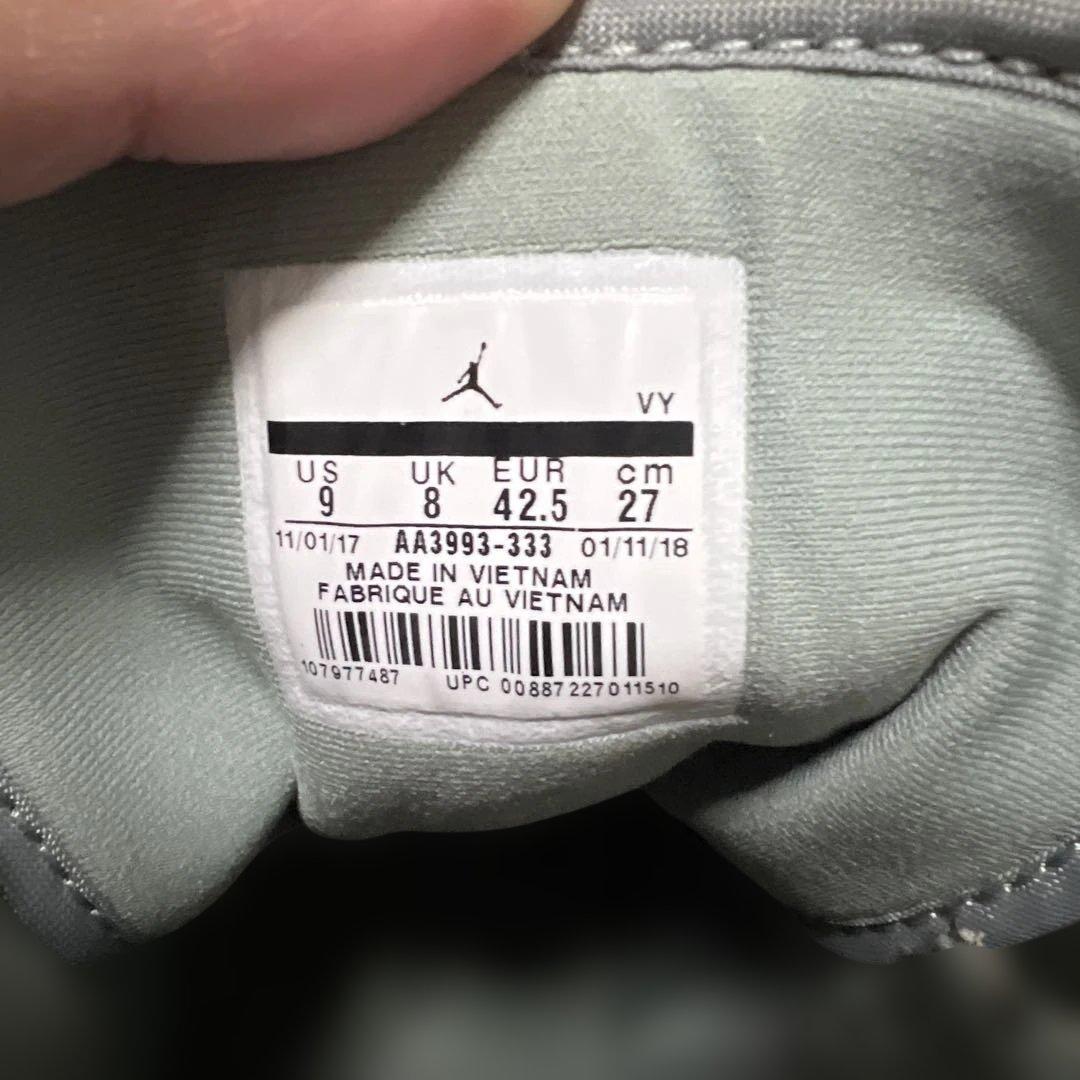 VY
US UK EUR cm
9 8 42.5 27
11/01/17 AA3993-333 01/11/18
MADE IN VIETNAM
FABRIQUE AU VIETNAM
107977487 UPC 00887227011510